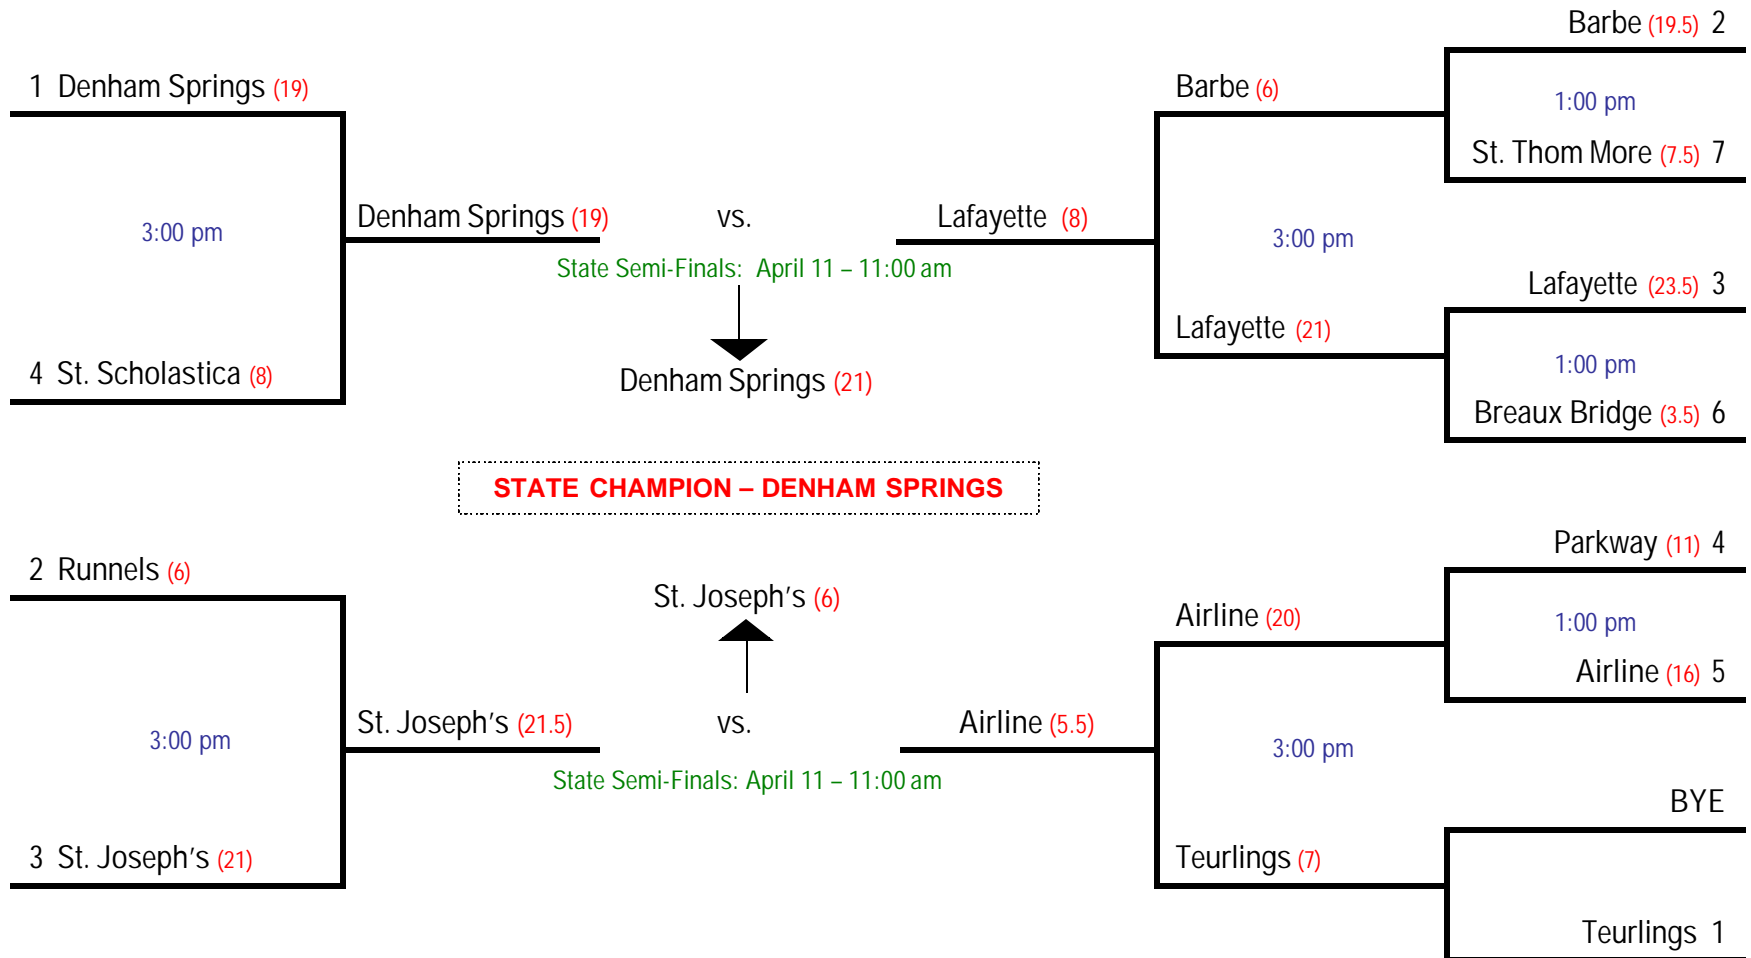 Barbe (19.5) 2
1 Denham Springs (19)
Barbe (6)
1:00 pm
St. Thom More (7.5) 7
3:00 pm
Denham Springs (19)
vs.
Lafayette (8)
3:00 pm
State Semi-Finals: April 11 – 11:00 am
Lafayette (23.5) 3
Lafayette (21)
1:00 pm
4 St. Scholastica (8)
Denham Springs (21)
Breaux Bridge (3.5) 6
STATE CHAMPION – DENHAM SPRINGS
Parkway (11) 4
2 Runnels (6)
St. Joseph's (6)
Airline (20)
1:00 pm
Airline (16) 5
3:00 pm
St. Joseph's (21.5)
vs.
Airline (5.5)
3:00 pm
State Semi-Finals: April 11 – 11:00 am
BYE
3 St. Joseph's (21)
Teurlings (7)
Teurlings 1